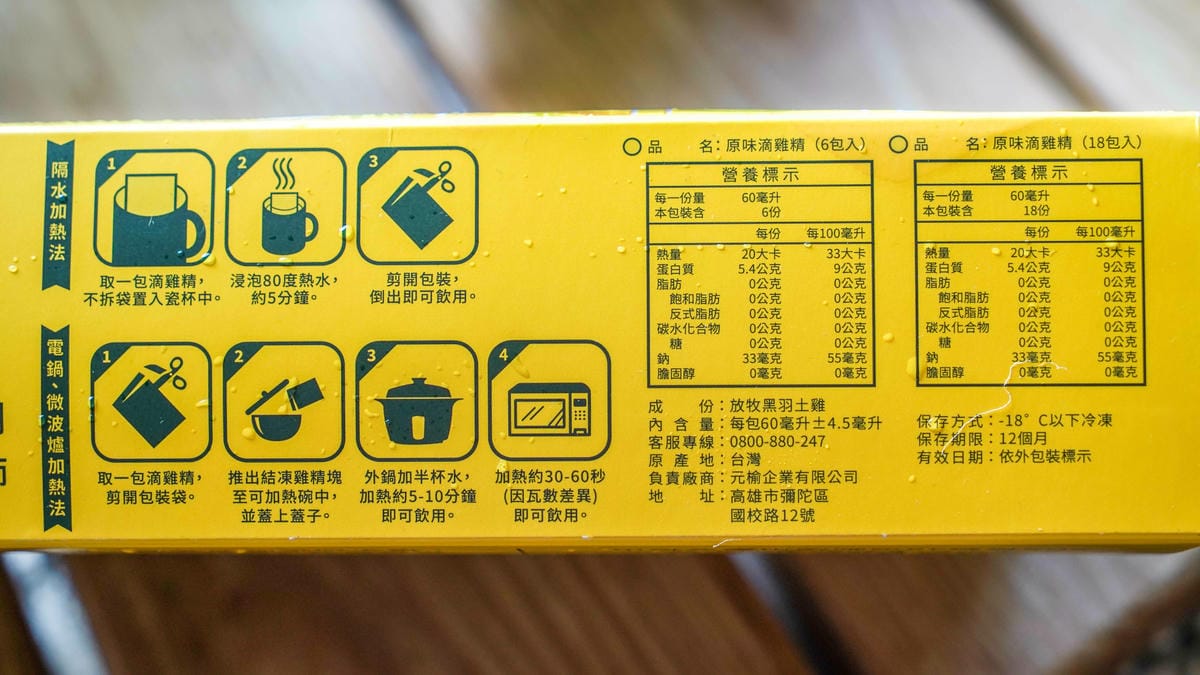 隔水加熱法
1
取一包滴雞精，
不拆袋置入瓷杯中。
2
浸泡80度熱水，
約5分鐘。
3
剪開包裝，
倒出即可飲用。
電鍋、微波爐加熱法
1
取一包滴雞精，
剪開包裝袋。
2
推出結凍雞精塊
至可加熱碗中，
並蓋上蓋子。
3
外鍋加半杯水，
加熱約5-10分鐘
即可飲用。
4
加熱約30-60秒
(因瓦數差異)
即可飲用。
品　　名：原味滴雞精（6包入）
營養標示
每一份量 60毫升
本包裝含 6份
每份 每100毫升
熱量 20大卡 33大卡
蛋白質 5.4公克 9公克
脂肪 0公克 0公克
飽和脂肪 0公克 0公克
反式脂肪 0公克 0公克
碳水化合物 0公克 0公克
糖 0公克 0公克
鈉 33毫克 55毫克
膽固醇 0毫克 0毫克
品　　名：原味滴雞精（18包入）
營養標示
每一份量 60毫升
本包裝含 18份
每份 每100毫升
熱量 20大卡 33大卡
蛋白質 5.4公克 9公克
脂肪 0公克 0公克
飽和脂肪 0公克 0公克
反式脂肪 0公克 0公克
碳水化合物 0公克 0公克
糖 0公克 0公克
鈉 33毫克 55毫克
膽固醇 0毫克 0毫克
成　　份：放牧黑羽土雞
內 含 量：每包60毫升±4.5毫升
客服專線：0800-880-247
原 產 地：台灣
負責廠商：元榆企業有限公司
地　　址：高雄市彌陀區
國校路12號
保存方式：-18°C以下冷凍
保存期限：12個月
有效日期：依外包裝標示